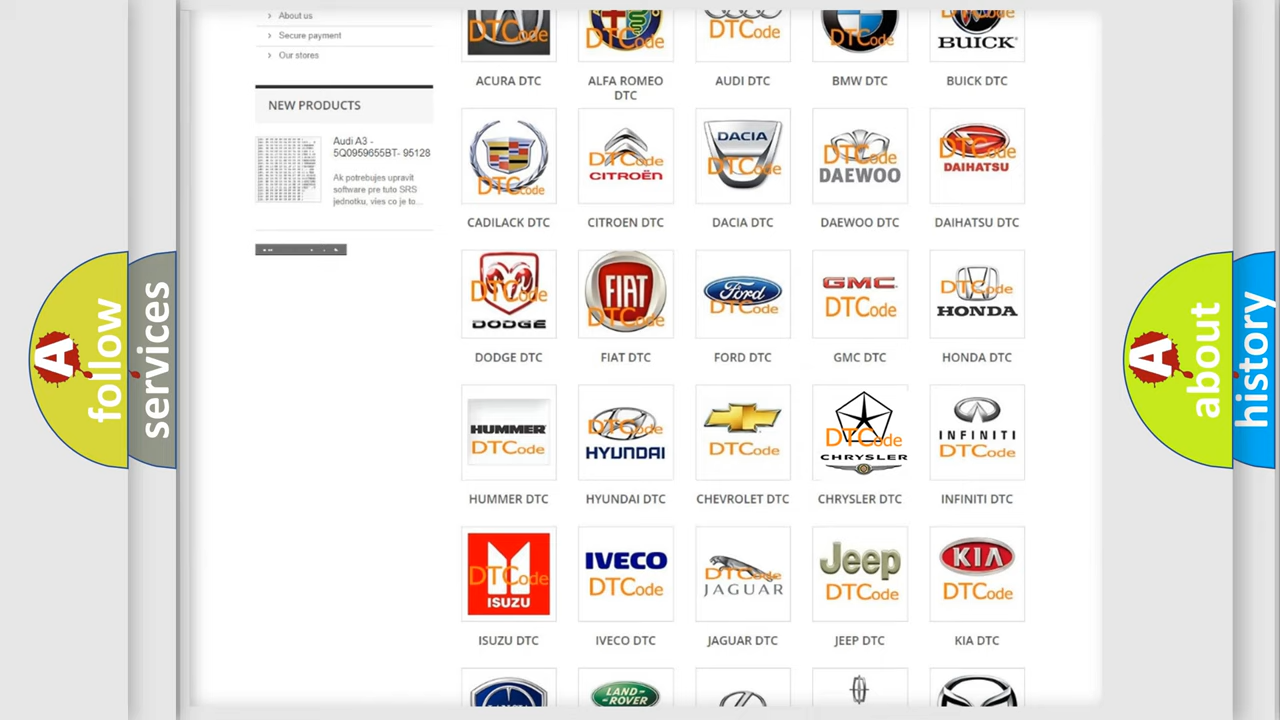 About us
Secure payment
Our stores
NEW PRODUCTS
Audi A3 -
5Q0959655BT- 95128
Ak potrebujes upravit
software pre tuto SRS
jednotku, vies co je to...
DTCode
DTCode
DTCode
DTCode
BUICK
ACURA DTC
ALFA ROMEO
DTC
AUDI DTC
BMW DTC
BUICK DTC
DTCode
DTCode
CITROËN
DACIA
DTCode
DTCode
DAEWOO
DTCode
DAIHATSU
CADILACK DTC
CITROEN DTC
DACIA DTC
DAEWOO DTC
DAIHATSU DTC
DTCode
DODGE
FIAT
DTCode
Ford
DTCode
GMC
DTCode
DTCode
HONDA
DODGE DTC
FIAT DTC
FORD DTC
GMC DTC
HONDA DTC
HUMMER
DTCode
DTCode
HYUNDAI
DTCode
DTCode
CHRYSLER
INFINITI
DTCode
HUMMER DTC
HYUNDAI DTC
CHEVROLET DTC
CHRYSLER DTC
INFINITI DTC
DTCode
ISUZU
IVECO
DTCode
DTCode
JAGUAR
Jeep
DTCode
KIA
DTCode
ISUZU DTC
IVECO DTC
JAGUAR DTC
JEEP DTC
KIA DTC
LAND-
ROVER
A
follow
services
A
about
history